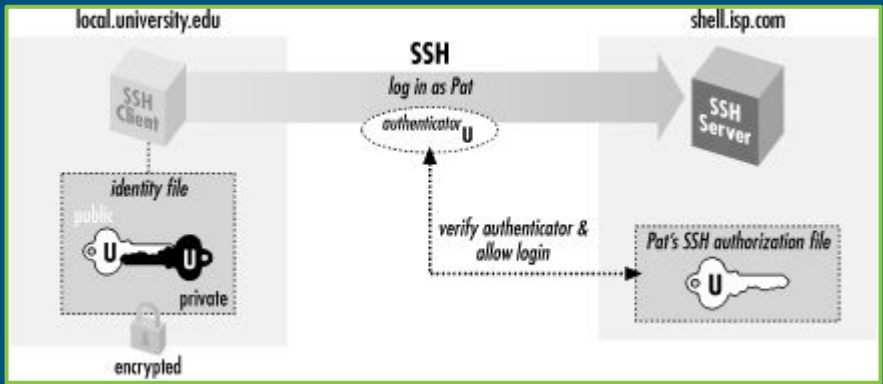 local.university.edu
shell.isp.com
SSH
log in as Pat
authenticator U
SSH
Client
SSH
Server
identity file
public
U
U
private
encrypted
verify authenticator &
allow login
Pat's SSH authorization file
U